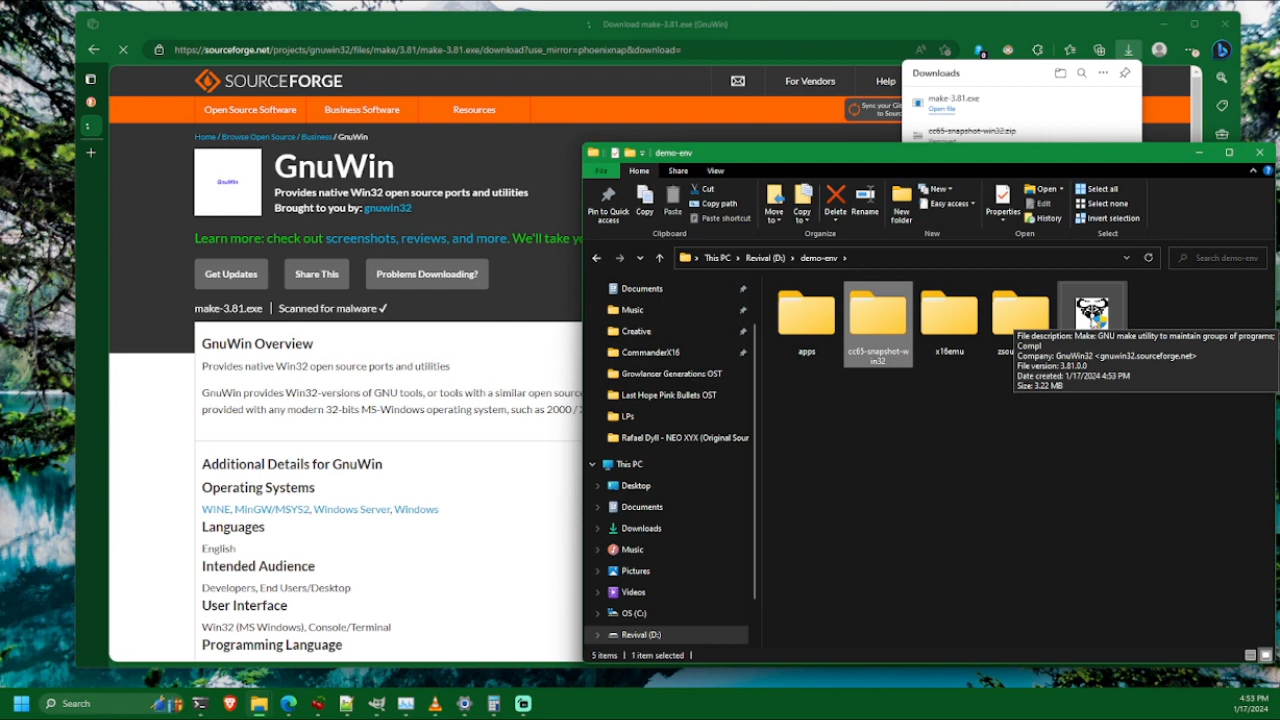 Download make-3.81.exe (GnuWin)
https://sourceforge.net/projects/gnuwin32/files/make/3.81/make-3.81.exe/download?use_mirror=phoenixnap&download=
SOURCEFORGE
For Vendors
Help
Open Source Software
Business Software
Resources
Sync your Git
to Sourc
Home / Browse Open Source / Business / GnuWin
GnuWin
GnuWin
Provides native Win32 open source ports and utilities
Brought to you by: gnuwin32
Learn more: check out screenshots, reviews, and more. We'll take yo
Get Updates
Share This
Problems Downloading?
make-3.81.exe
Scanned for malware ✓
GnuWin Overview
Provides native Win32 open source ports and utilities
GnuWin provides Win32-versions of GNU tools, or tools with a similar open sourc
provided with any modern 32-bits MS-Windows operating system, such as 2000 / X
Additional Details for GnuWin
Operating Systems
WINE, MinGW/MSYS2, Windows Server, Windows
Languages
English
Intended Audience
Developers, End Users/Desktop
User Interface
Win32 (MS Windows), Console/Terminal
Programming Language
Downloads
make-3.81.exe
Open file
cc65-snapshot-win32.zip
Removed
demo-env
File
Home
Share
View
Pin to Quick
access
Copy
Paste
Cut
Copy path
Paste shortcut
Clipboard
Move
to
Copy
to
Delete
Rename
Organize
New
folder
New
Easy access
New
Properties
Open
Edit
History
Open
Select all
Select none
Invert selection
Select
This PC
Revival (D:)
demo-env
Search demo-env
Documents
Music
Creative
CommanderX16
Growlanser Generations OST
Last Hope Pink Bullets OST
LPs
Rafael Dyll - NEO XYX (Original Sour
This PC
Desktop
Documents
Downloads
Music
Pictures
Videos
OS (C:)
Revival (D:)
apps
cc65-snapshot-w
in32
x16emu
zsou
File description: Make: GNU make utility to maintain groups of programs;
Compl
Company: GnuWin32 <gnuwin32.sourceforge.net>
File version: 3.81.0.0
Date created: 1/17/2024 4:53 PM
Size: 3.22 MB
5 items
1 item selected
Search
4:53 PM
1/17/2024